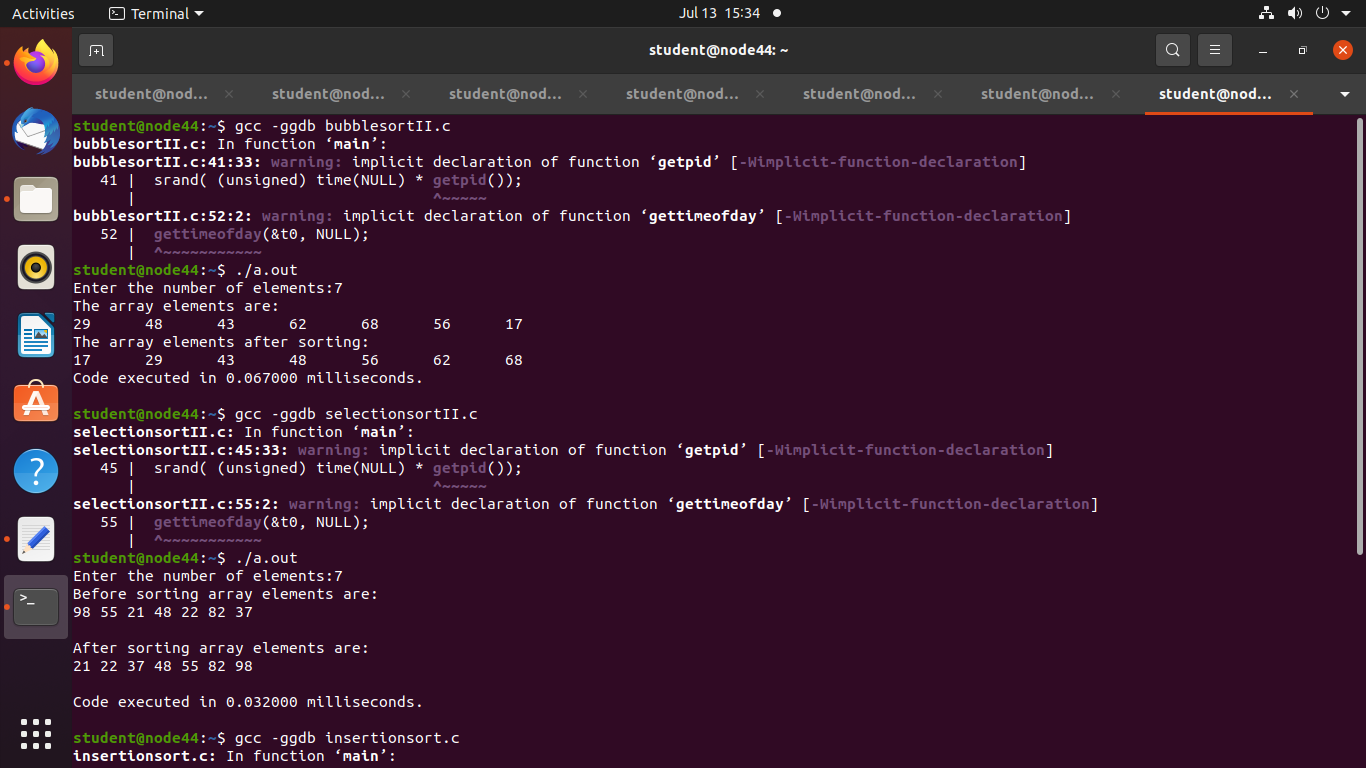 Activities Terminal Jul 13 15:34
student@node44: ~
student@nod... student@nod... student@nod... student@nod... student@nod... student@nod... student@nod...
student@node44:~$ gcc -ggdb bubblesortII.c
bubblesortII.c: In function ‘main’:
bubblesortII.c:41:33: warning: implicit declaration of function ‘getpid’ [-Wimplicit-function-declaration]
   41 |  srand( (unsigned) time(NULL) * getpid());
      |                                 ^~~~~~
bubblesortII.c:52:2: warning: implicit declaration of function ‘gettimeofday’ [-Wimplicit-function-declaration]
   52 |  gettimeofday(&t0, NULL);
      |  ^~~~~~~~~~~~
student@node44:~$ ./a.out
Enter the number of elements:7
The array elements are:
29      48      43      62      68      56      17
The array elements after sorting:
17      29      43      48      56      62      68
Code executed in 0.067000 milliseconds.
student@node44:~$ gcc -ggdb selectionsortII.c
selectionsortII.c: In function ‘main’:
selectionsortII.c:45:33: warning: implicit declaration of function ‘getpid’ [-Wimplicit-function-declaration]
   45 |  srand( (unsigned) time(NULL) * getpid());
      |                                 ^~~~~~
selectionsortII.c:55:2: warning: implicit declaration of function ‘gettimeofday’ [-Wimplicit-function-declaration]
   55 |  gettimeofday(&t0, NULL);
      |  ^~~~~~~~~~~~
student@node44:~$ ./a.out
Enter the number of elements:7
Before sorting array elements are:
98 55 21 48 22 82 37
After sorting array elements are:
21 22 37 48 55 82 98
Code executed in 0.032000 milliseconds.
student@node44:~$ gcc -ggdb insertionsort.c
insertionsort.c: In function ‘main’: